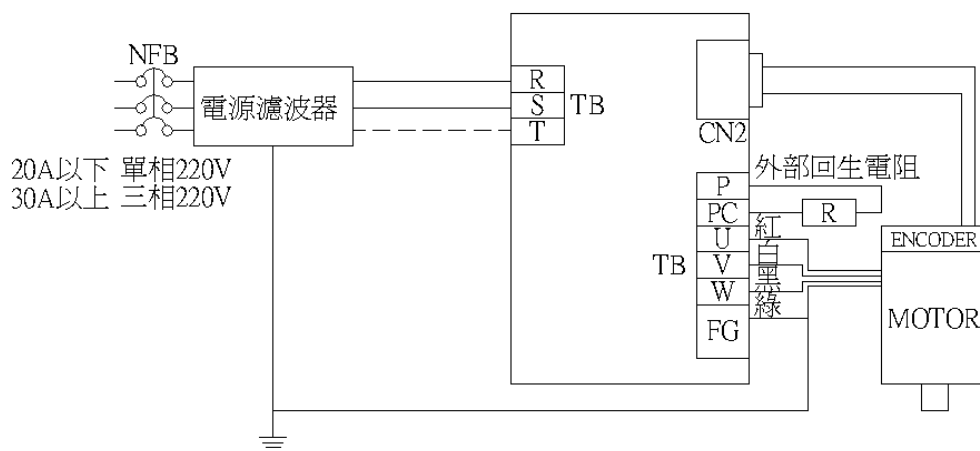 NFB
電源濾波器
20A以下 單相220V
30A以上 三相220V
R
S
T
TB
CN2
外部回生電阻
P
PC
R
U
V
W
FG
TB
紅
白
黑
綠
ENCODER
MOTOR